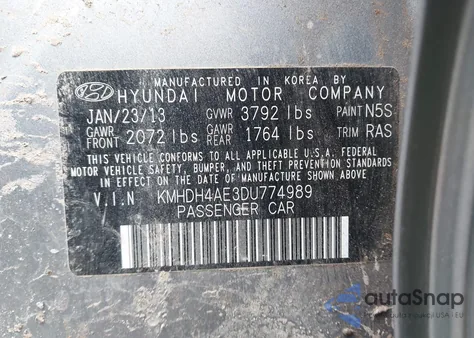 MANUFACTURED IN KOREA BY
HYUNDAI MOTOR COMPANY
JAN/23/13 GVWR 3792 lbs PAINT N5S
GAWR FRONT 2072 lbs GAWR REAR 1764 lbs TRIM RAS
THIS VEHICLE CONFORMS TO ALL APPLICABLE U.S.A. FEDERAL
MOTOR VEHICLE SAFETY, BUMPER, AND THEFT PREVENTION STANDARDS
IN EFFECT ON THE DATE OF MANUFACTURE SHOWN ABOVE.
V.I.N KMHDH4AE3DU774989
PASSENGER CAR
autoSnap